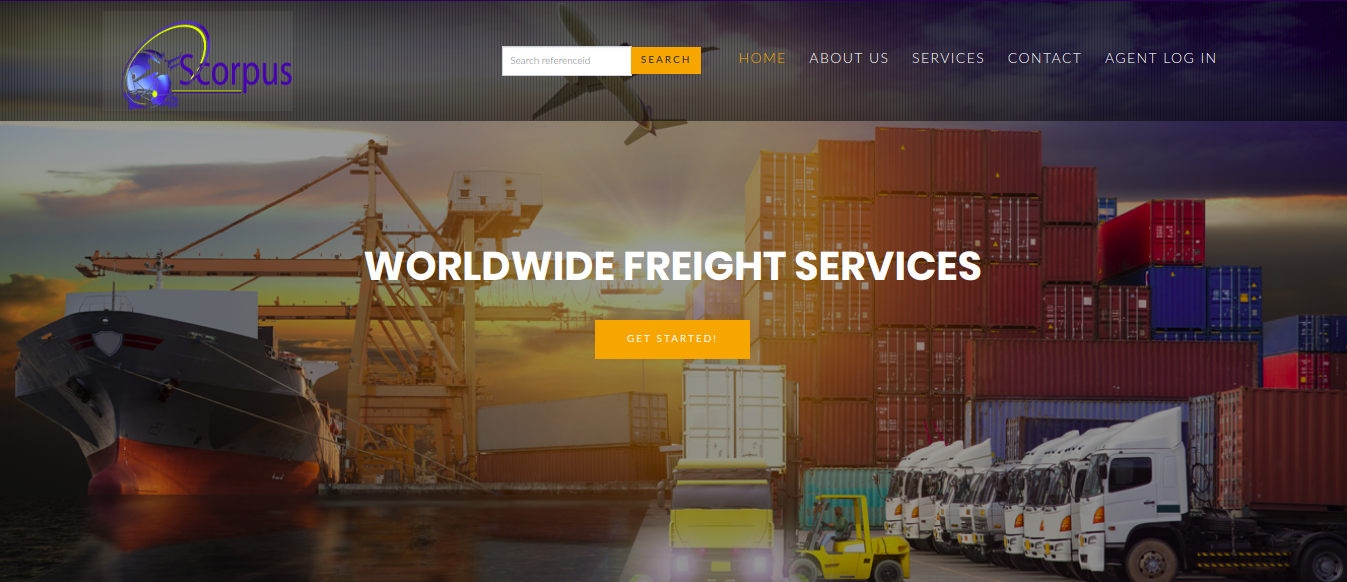 Scorpus
Search referenceid
SEARCH
HOME
ABOUT US
SERVICES
CONTACT
AGENT LOG IN
WORLDWIDE FREIGHT SERVICES
GET STARTED!